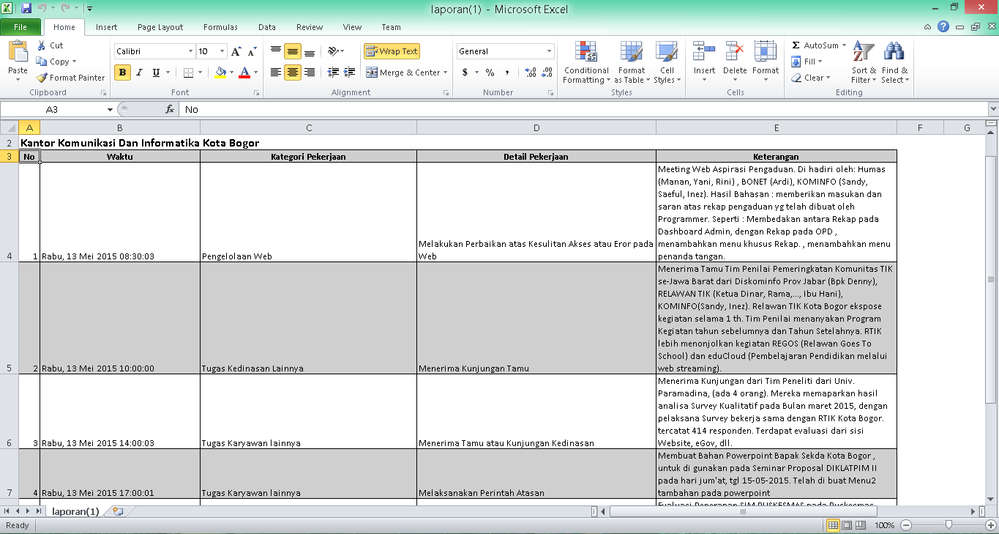 laporan(1) - Microsoft Excel
File Home Insert Page Layout Formulas Data Review View Team
Paste
Cut
Copy
Format Painter
Clipboard
Calibri 10
B I U
Font
Wrap Text
Merge & Center
Alignment
General
$ % ,
Number
Conditional Formatting
Format as Table
Cell Styles
Styles
Insert Delete Format
Cells
AutoSum
Fill
Clear
Sort & Filter
Find & Select
Editing
A3 fx No
A B C D E F G
2 Kantor Komunikasi Dan Informatika Kota Bogor
3 No Waktu Kategori Pekerjaan Detail Pekerjaan Keterangan
4 1 Rabu, 13 Mei 2015 08:30:03 Pengelolaan Web
Melakukan Perbaikan atas Kesulitan Akses atau Eror pada
Web
Meeting Web Aspirasi Pengaduan. Di hadiri oleh: Humas
(Manan, Yani, Rini) , BONET (Ardi), KOMINFO (Sandy,
Saeful, Inez). Hasil Bahasan : memberikan masukan dan
saran atas rekap pengaduan yg telah dibuat oleh
Programmer. Seperti : Membedakan antara Rekap pada
Dashboard Admin, dengan Rekap pada OPD ,
menambahkan menu khusus Rekap. , menambahkan menu
penanda tangan.
5 2 Rabu, 13 Mei 2015 10:00:00 Tugas Kedinasan Lainnya Menerima Kunjungan Tamu
Menerima Tamu Tim Penilai Pemeringkatan Komunitas TIK
se-Jawa Barat dari Diskominfo Prov Jabar (Bpk Denny),
RELAWAN TIK (Ketua Dinar, Rama,..., Ibu Hani),
KOMINFO(Sandy, Inez). Relawan TIK Kota Bogor ekspose
kegiatan selama 1 th. Tim Penilai menanyakan Program
Kegiatan tahun sebelumnya dan Tahun Setelahnya. RTIK
lebih menonjolkan kegiatan REGOS (Relawan Goes To
School) dan eduCloud (Pembelajaran Pendidikan melalui
web streaming).
6 3 Rabu, 13 Mei 2015 14:00:03 Tugas Karyawan lainnya Menerima Tamu atau Kunjungan Kedinasan
Menerima Kunjungan dari Tim Peneliti dari Univ.
Paramadina, (ada 4 orang). Mereka memaparkan hasil
analisa Survey Kualitatif pada Bulan maret 2015, dengan
pelaksana Survey bekerja sama dengan RTIK Kota Bogor.
tercatat 414 responden. Terdapat evaluasi dari sisi
Website, eGov, dll.
7 4 Rabu, 13 Mei 2015 17:00:01 Tugas Karyawan lainnya Melaksanakan Perintah Atasan
Membuat Bahan Powerpoint Bapak Sekda Kota Bogor ,
untuk di gunakan pada Seminar Proposal DIKLATPIM II
pada hari jum'at, tgl 15-05-2015. Telah di buat Menu2
tambahan pada powerpoint
Evaluasi Penerapan SIM PUSKESMAS pada Puskesmas
laporan(1)
Ready 100%